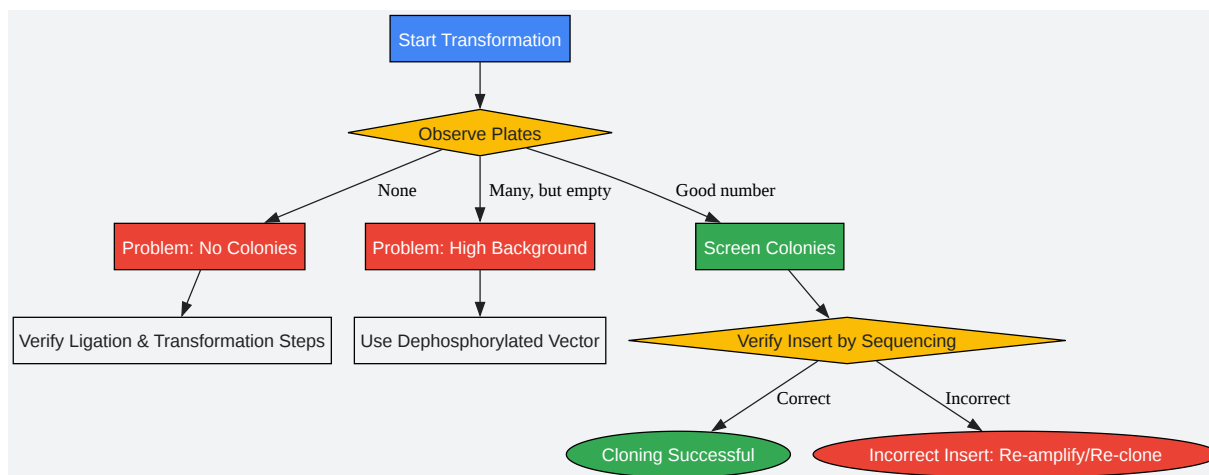 Start Transformation
Observe Plates
None
Many, but empty
Good number
Problem: No Colonies
Problem: High Background
Screen Colonies
Verify Ligation & Transformation Steps
Use Dephosphorylated Vector
Verify Insert by Sequencing
Correct
Incorrect
Cloning Successful
Incorrect Insert: Re-amplify/Re-clone